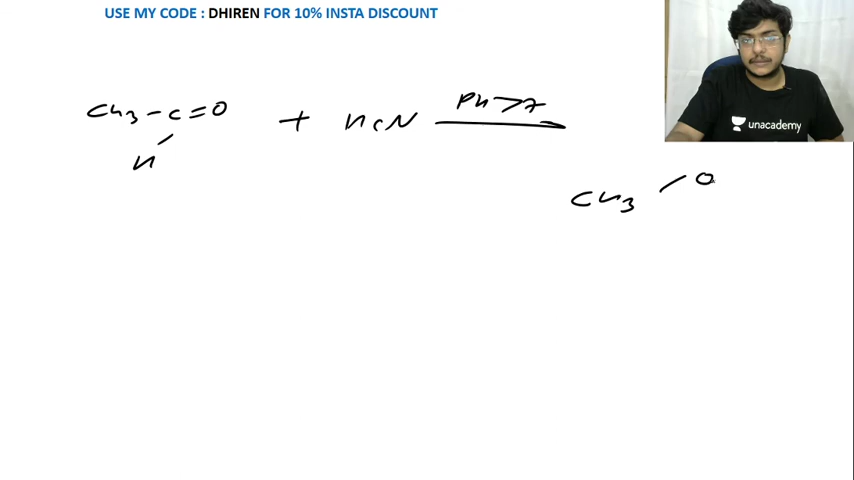 USE MY CODE : DHIREN FOR 10% INSTA DISCOUNT
CH3 - C = O + HCN PH > 7
H
unacademy
CH3 O